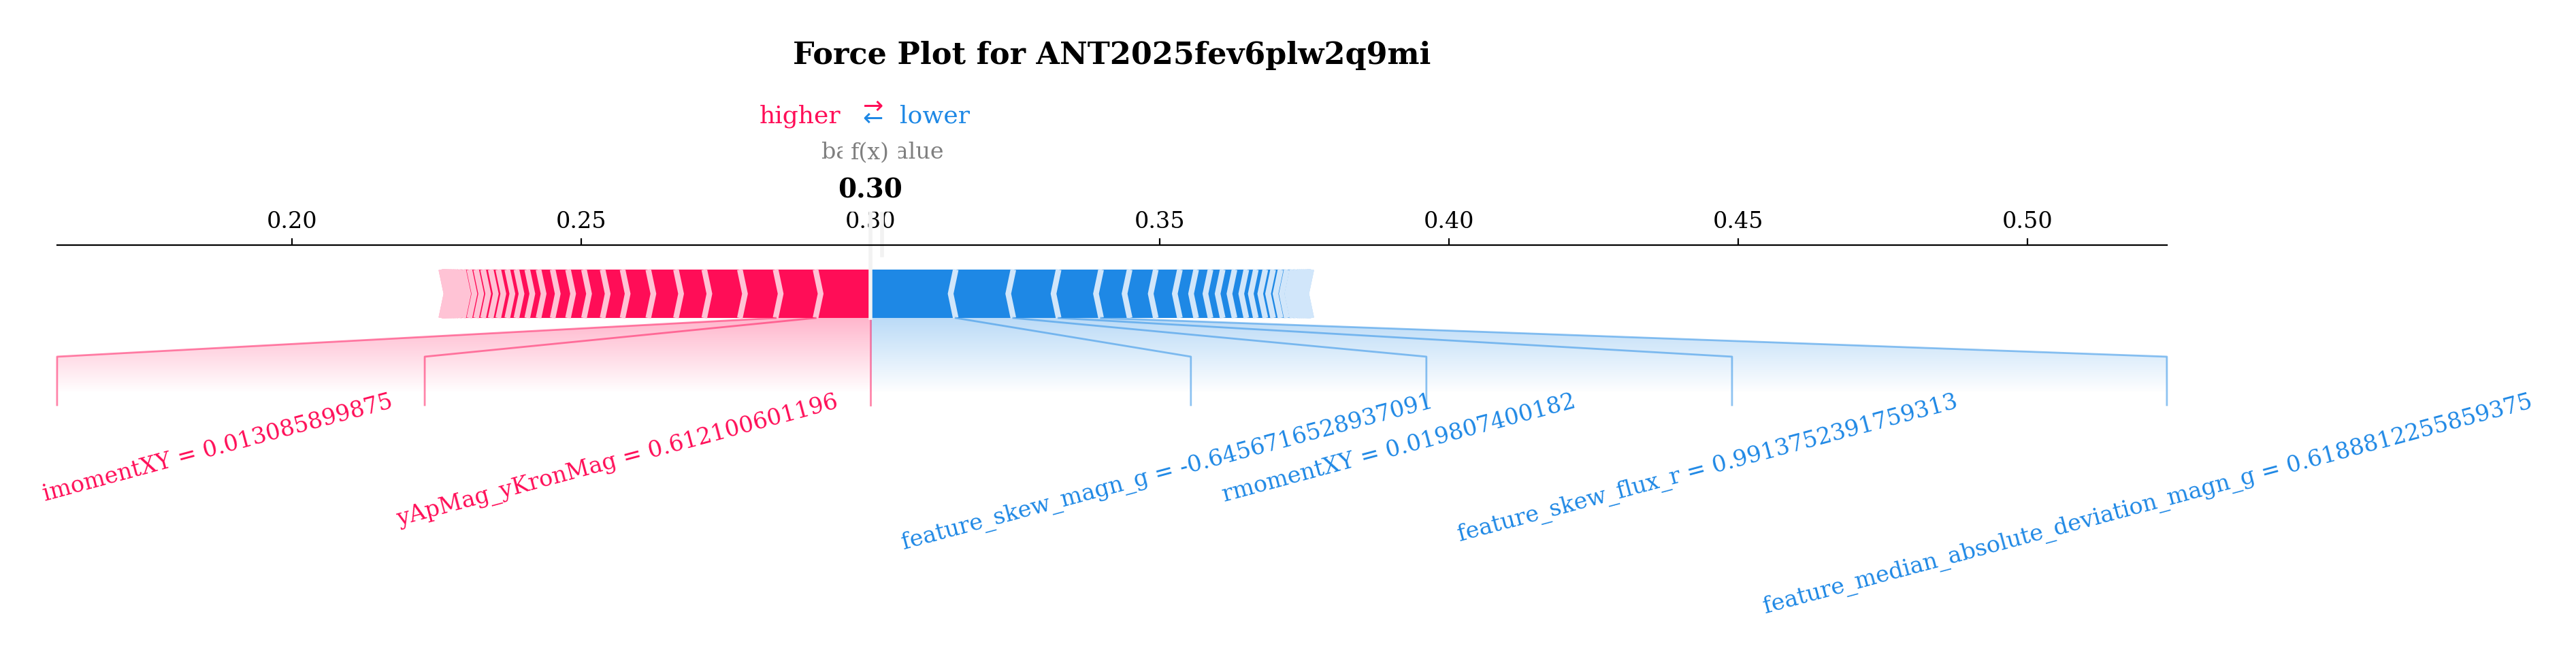 Force Plot for ANT2025fev6plw2q9mi
higher ⇄ lower
f(x)
0.30
0.20 0.25 0.30 0.35 0.40 0.45 0.50
imomentXY = 0.013085899875
yApMag_yKronMag = 0.612100601196
feature_skew_magn_g = -0.6456716528937091
rmomentXY = 0.019807400182
feature_skew_flux_r = 0.9913752391759313
feature_median_absolute_deviation_magn_g = 0.6188812255859375